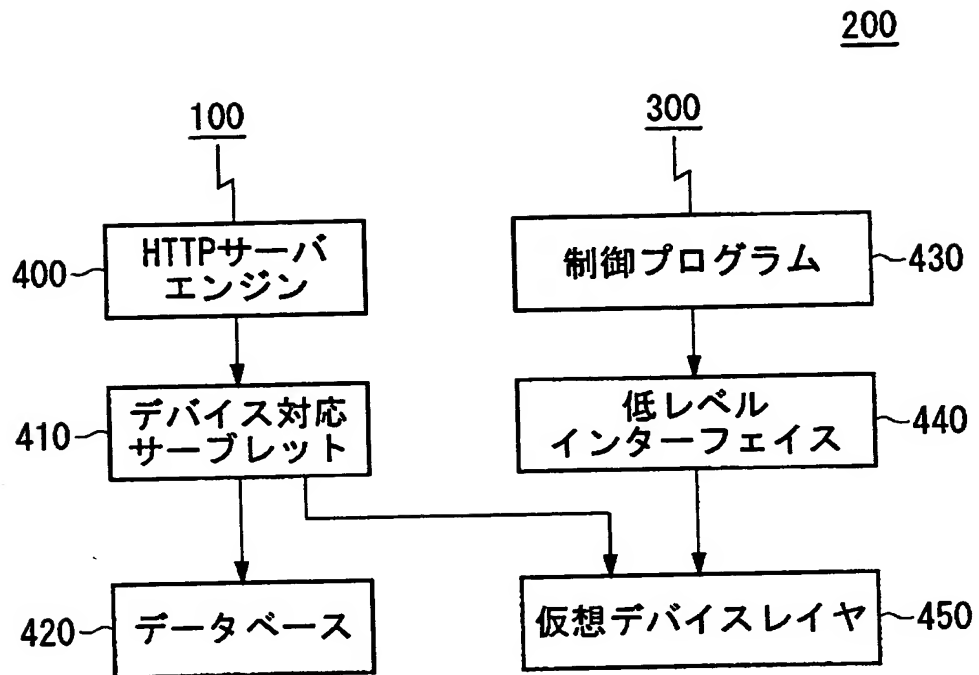 200
100
300
400
HTTPサーバ
エンジン
制御プログラム
430
410
デバイス対応
サーブレット
低レベル
インターフェイス
440
420
データベース
仮想デバイスレイヤ
450